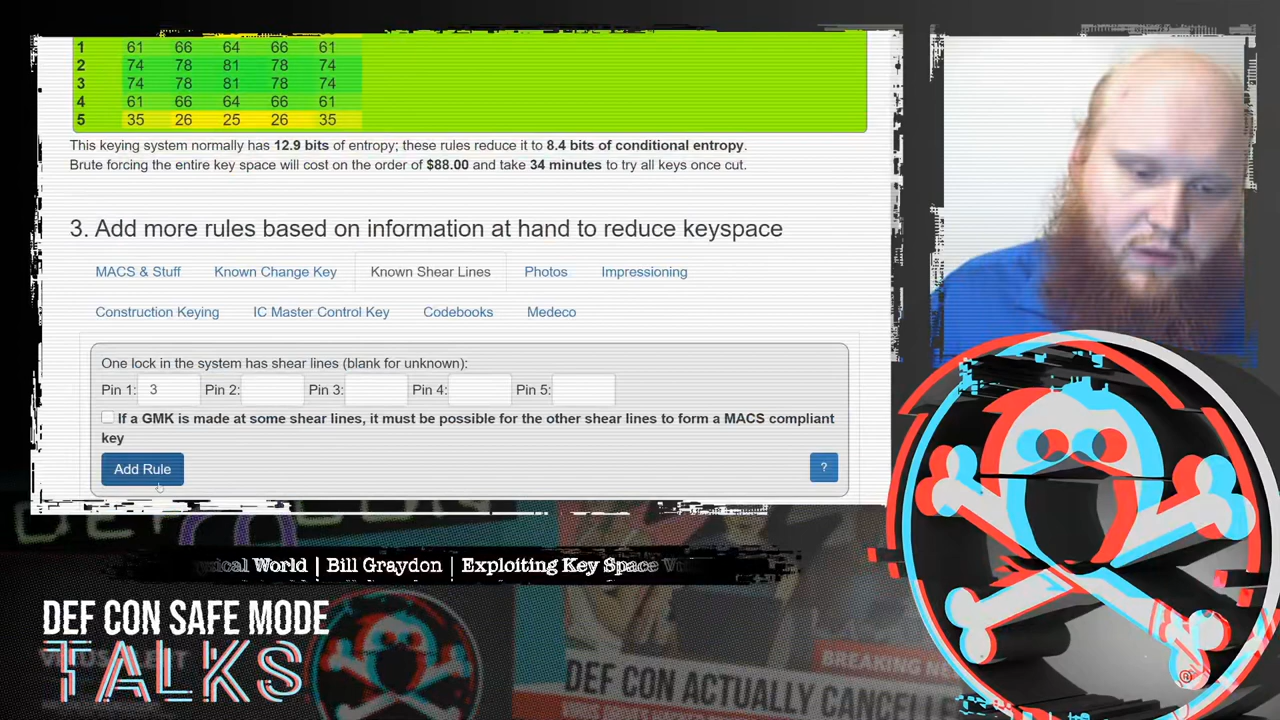 1 61 66 64 66 61
2 74 78 81 78 74
3 74 78 81 78 74
4 61 66 64 66 61
5 35 26 25 26 35
This keying system normally has 12.9 bits of entropy; these rules reduce it to 8.4 bits of conditional entropy.
Brute forcing the entire key space will cost on the order of $88.00 and take 34 minutes to try all keys once cut.
3. Add more rules based on information at hand to reduce keyspace
MACS & Stuff Known Change Key Known Shear Lines Photos Impressioning
Construction Keying IC Master Control Key Codebooks Medeco
One lock in the system has shear lines (blank for unknown):
Pin 1: 3 Pin 2: Pin 3: Pin 4: Pin 5:
If a GMK is made at some shear lines, it must be possible for the other shear lines to form a MACS compliant
key
Add Rule ?
World | Bill Graydon | Exploiting Key Space
DEF CON SAFE MODE
TALKS
BREAKING
DEF CON ACTUALLY
®